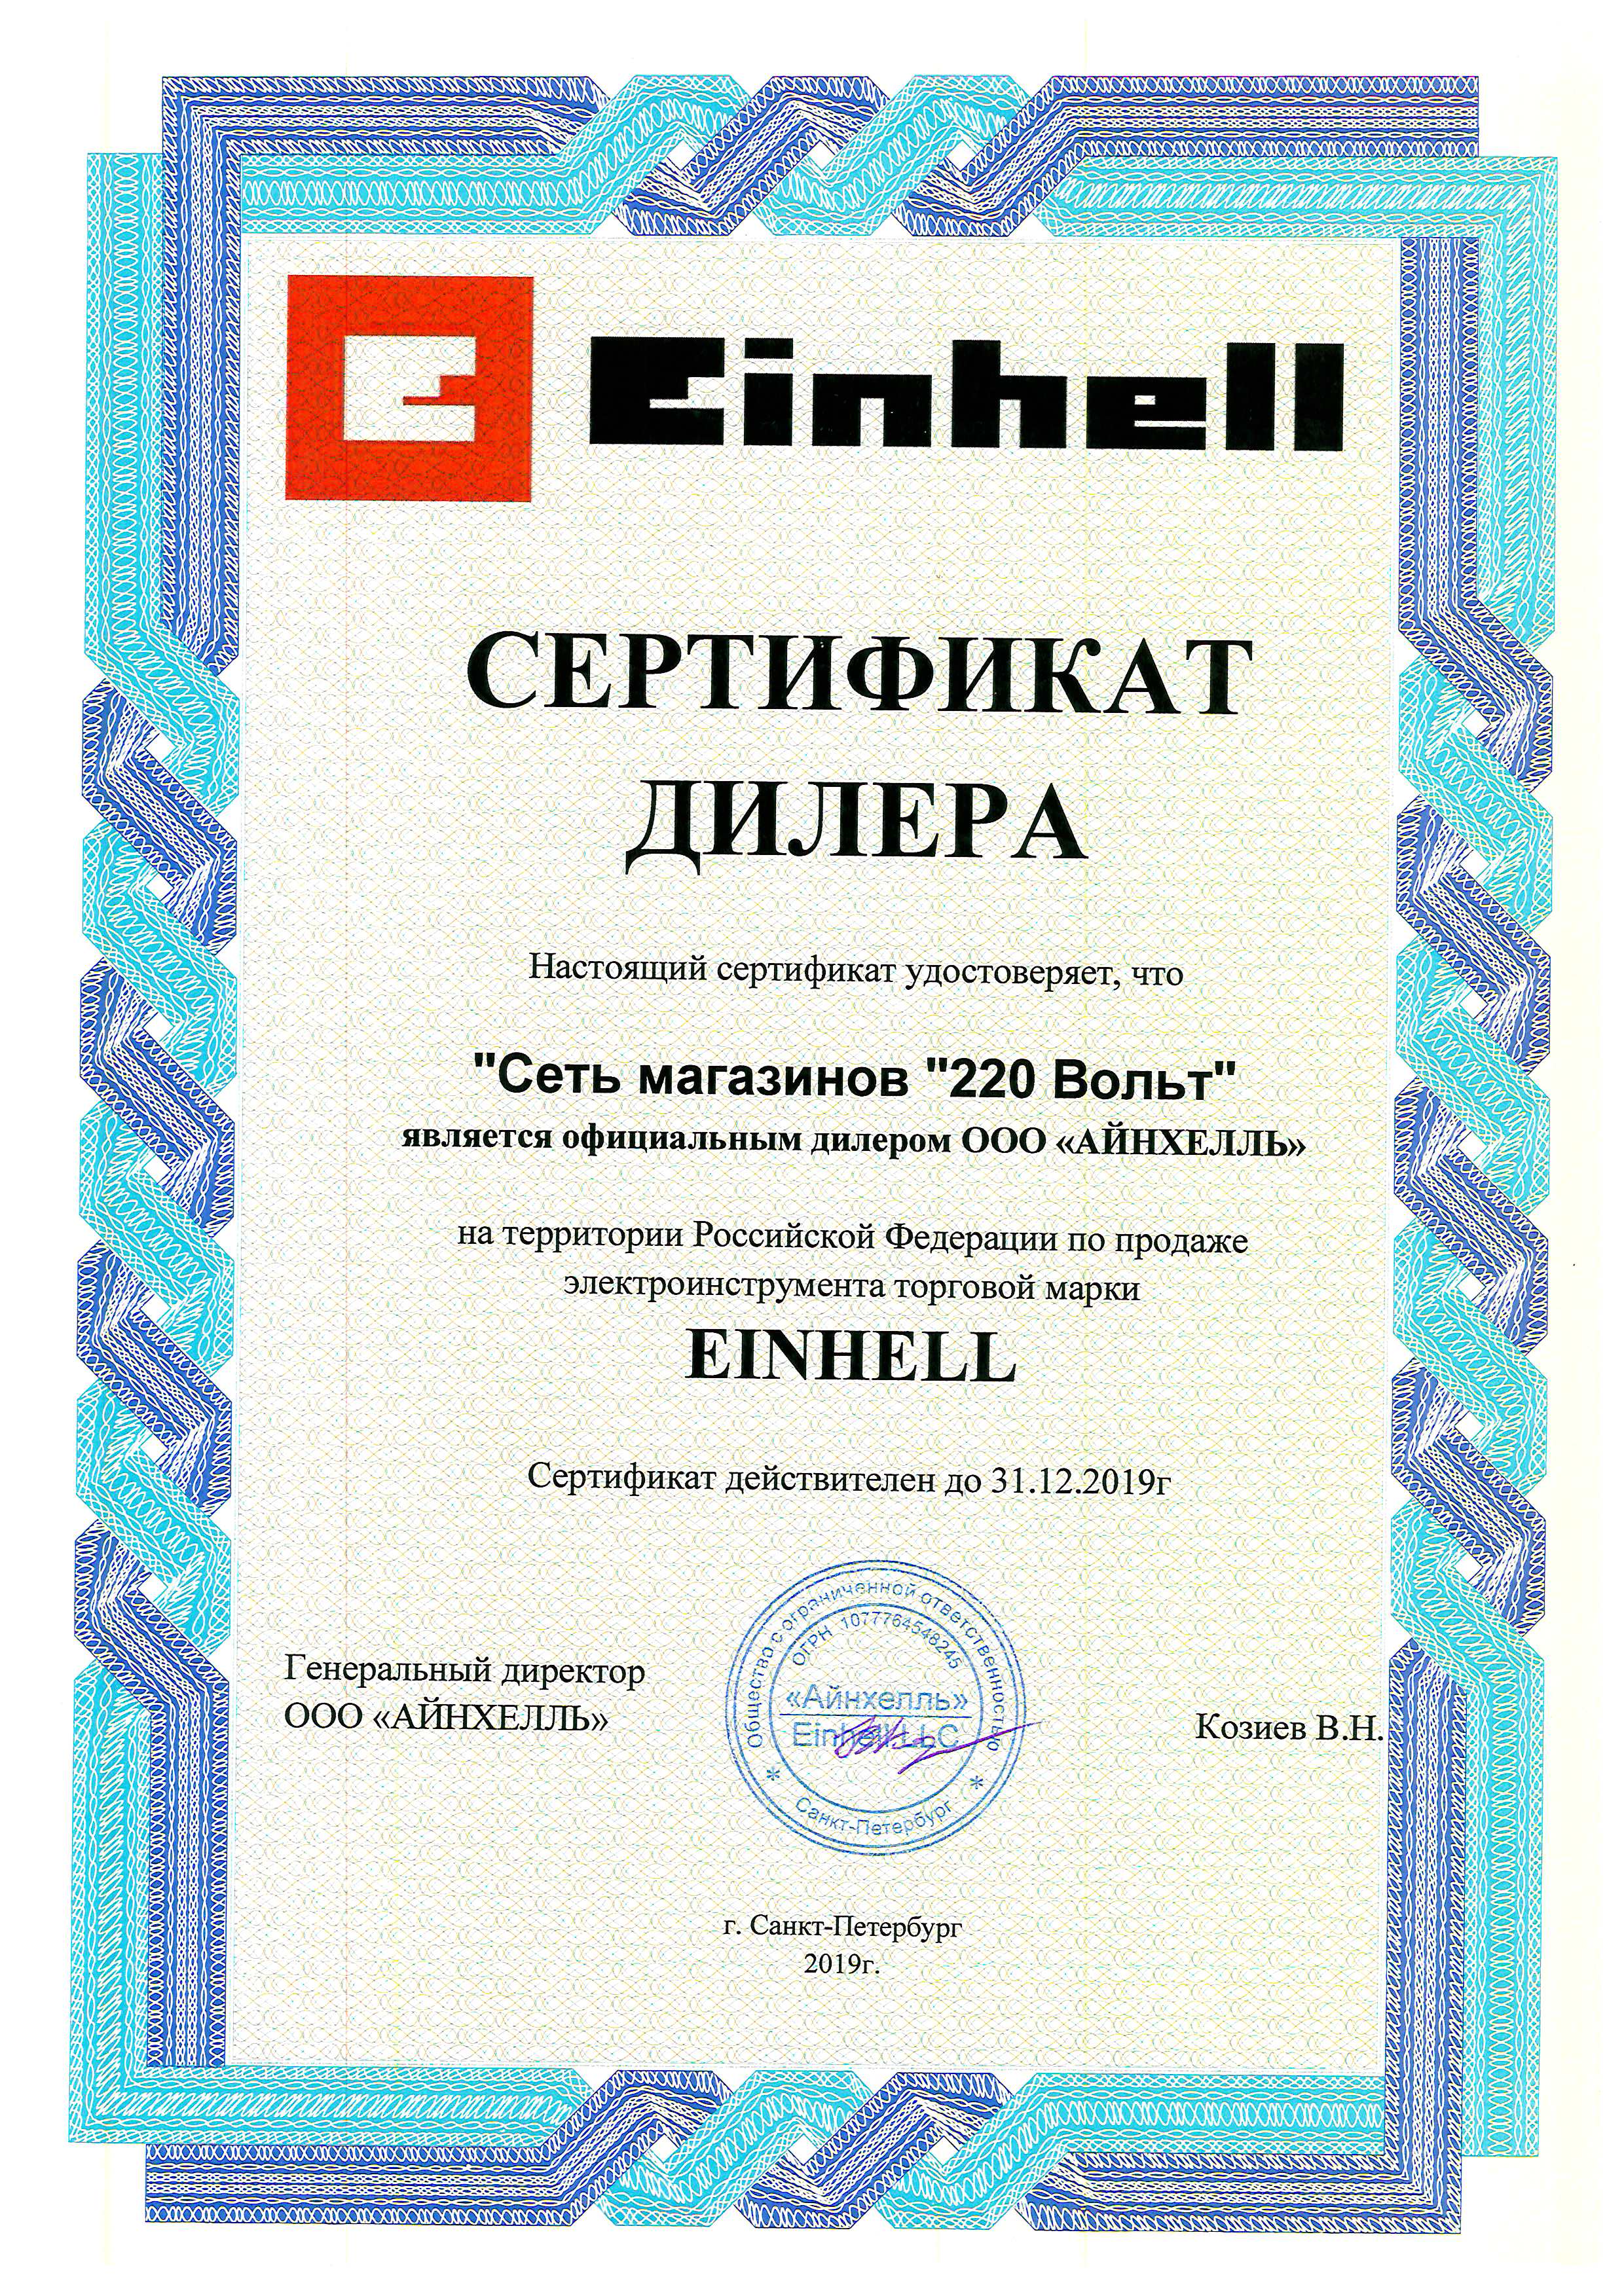 Einhell
СЕРТИФИКАТ
ДИЛЕРА
Настоящий сертификат удостоверяет, что
"Сеть магазинов "220 Вольт"
является официальным дилером ООО «АЙНХЕЛЛЬ»
на территории Российской Федерации по продаже
электроинструмента торговой марки
EINHELL
Сертификат действителен до 31.12.2019г
Общество с ограниченной ответственностью
ОГРН 1077764548245
«Айнхелль»
Einhell LLC
Санкт-Петербург
Генеральный директор
ООО «АЙНХЕЛЛЬ»
Козиев В.Н.
г. Санкт-Петербург
2019г.